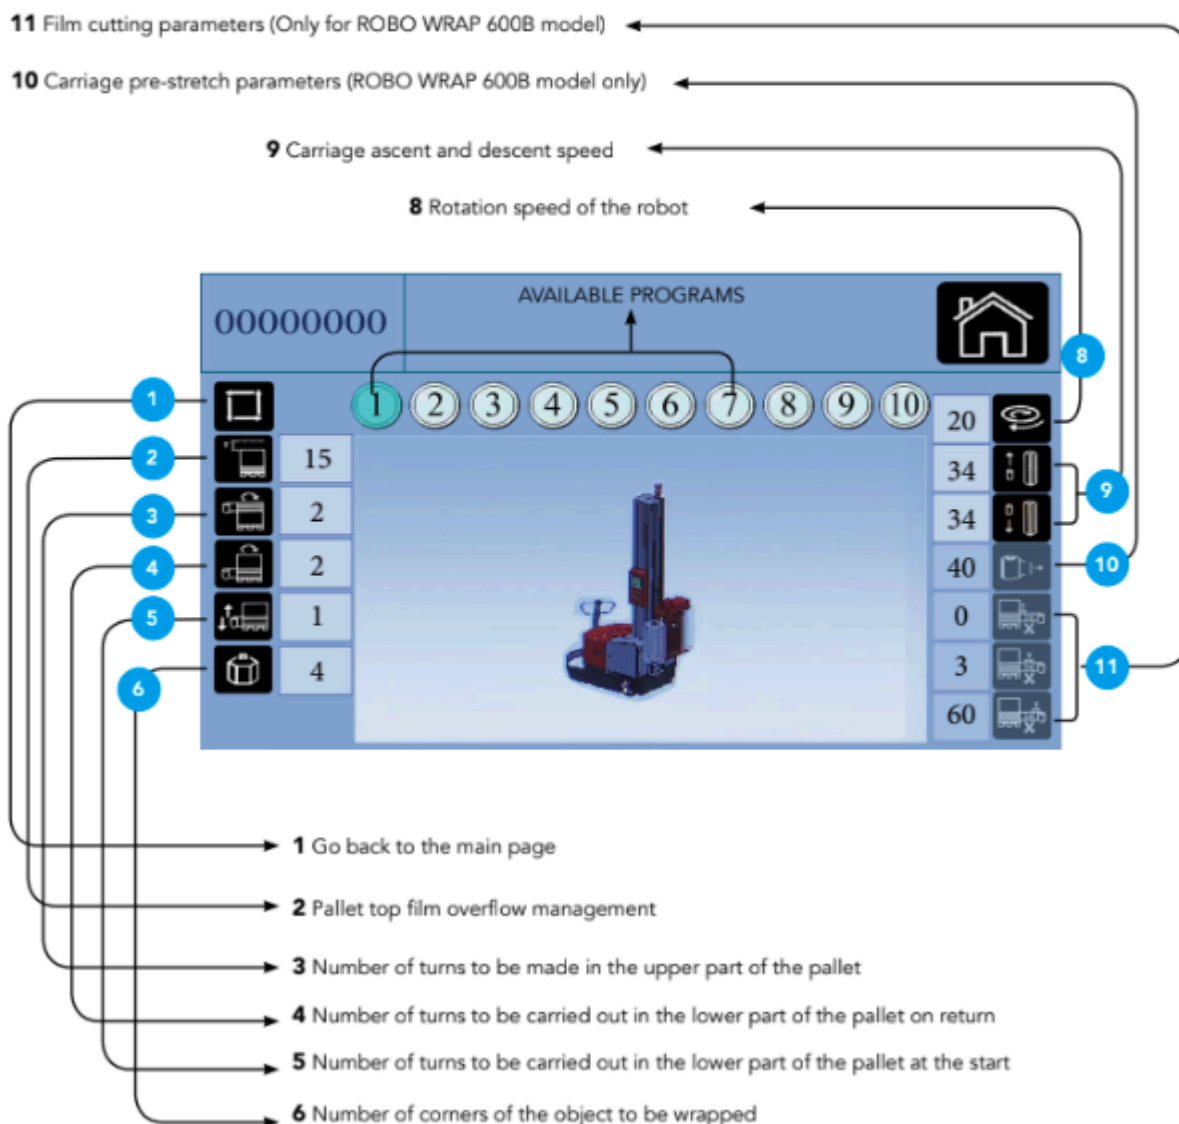 11 Film cutting parameters (Only for ROBO WRAP 600B model)
10 Carriage pre-stretch parameters (ROBO WRAP 600B model only)
9 Carriage ascent and descent speed
8 Rotation speed of the robot
00000000
AVAILABLE PROGRAMS
8
1
1 2 3 4 5 6 7 8 9 10
20
2
15
34
9
3
2
34
4
2
40
10
5
1
0
6
4
3
11
60
1 Go back to the main page
2 Pallet top film overflow management
3 Number of turns to be made in the upper part of the pallet
4 Number of turns to be carried out in the lower part of the pallet on return
5 Number of turns to be carried out in the lower part of the pallet at the start
6 Number of corners of the object to be wrapped